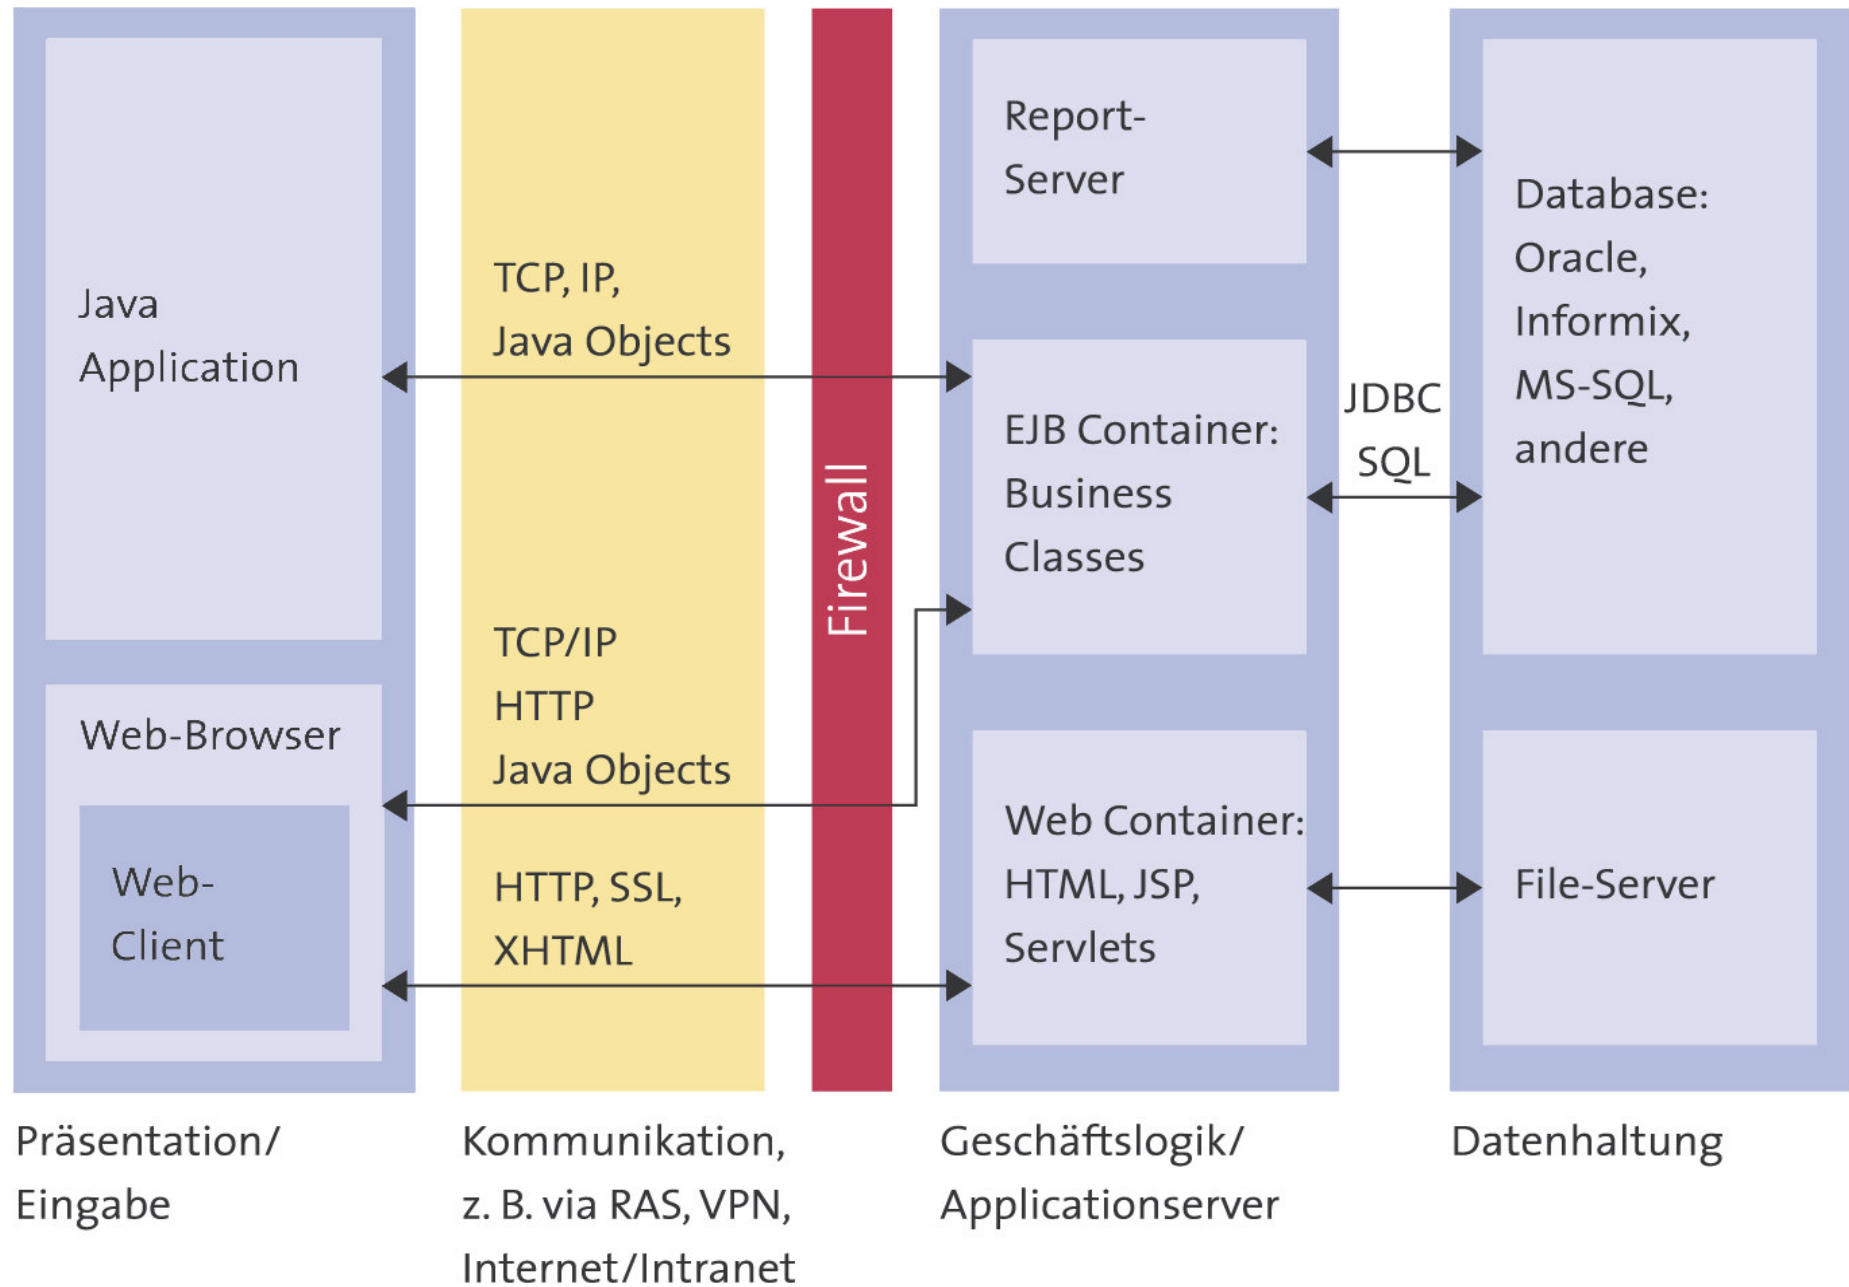 Java
Application
Web-Browser
Web-
Client
TCP, IP,
Java Objects
TCP/IP
HTTP
Java Objects
HTTP, SSL,
XHTML
Firewall
Report-
Server
EJB Container:
Business
Classes
Web Container:
HTML, JSP,
Servlets
JDBC
SQL
Database:
Oracle,
Informix,
MS-SQL,
andere
File-Server
Präsentation/
Eingabe
Kommunikation,
z. B. via RAS, VPN,
Internet/Intranet
Geschäftslogik/
Applicationserver
Datenhaltung